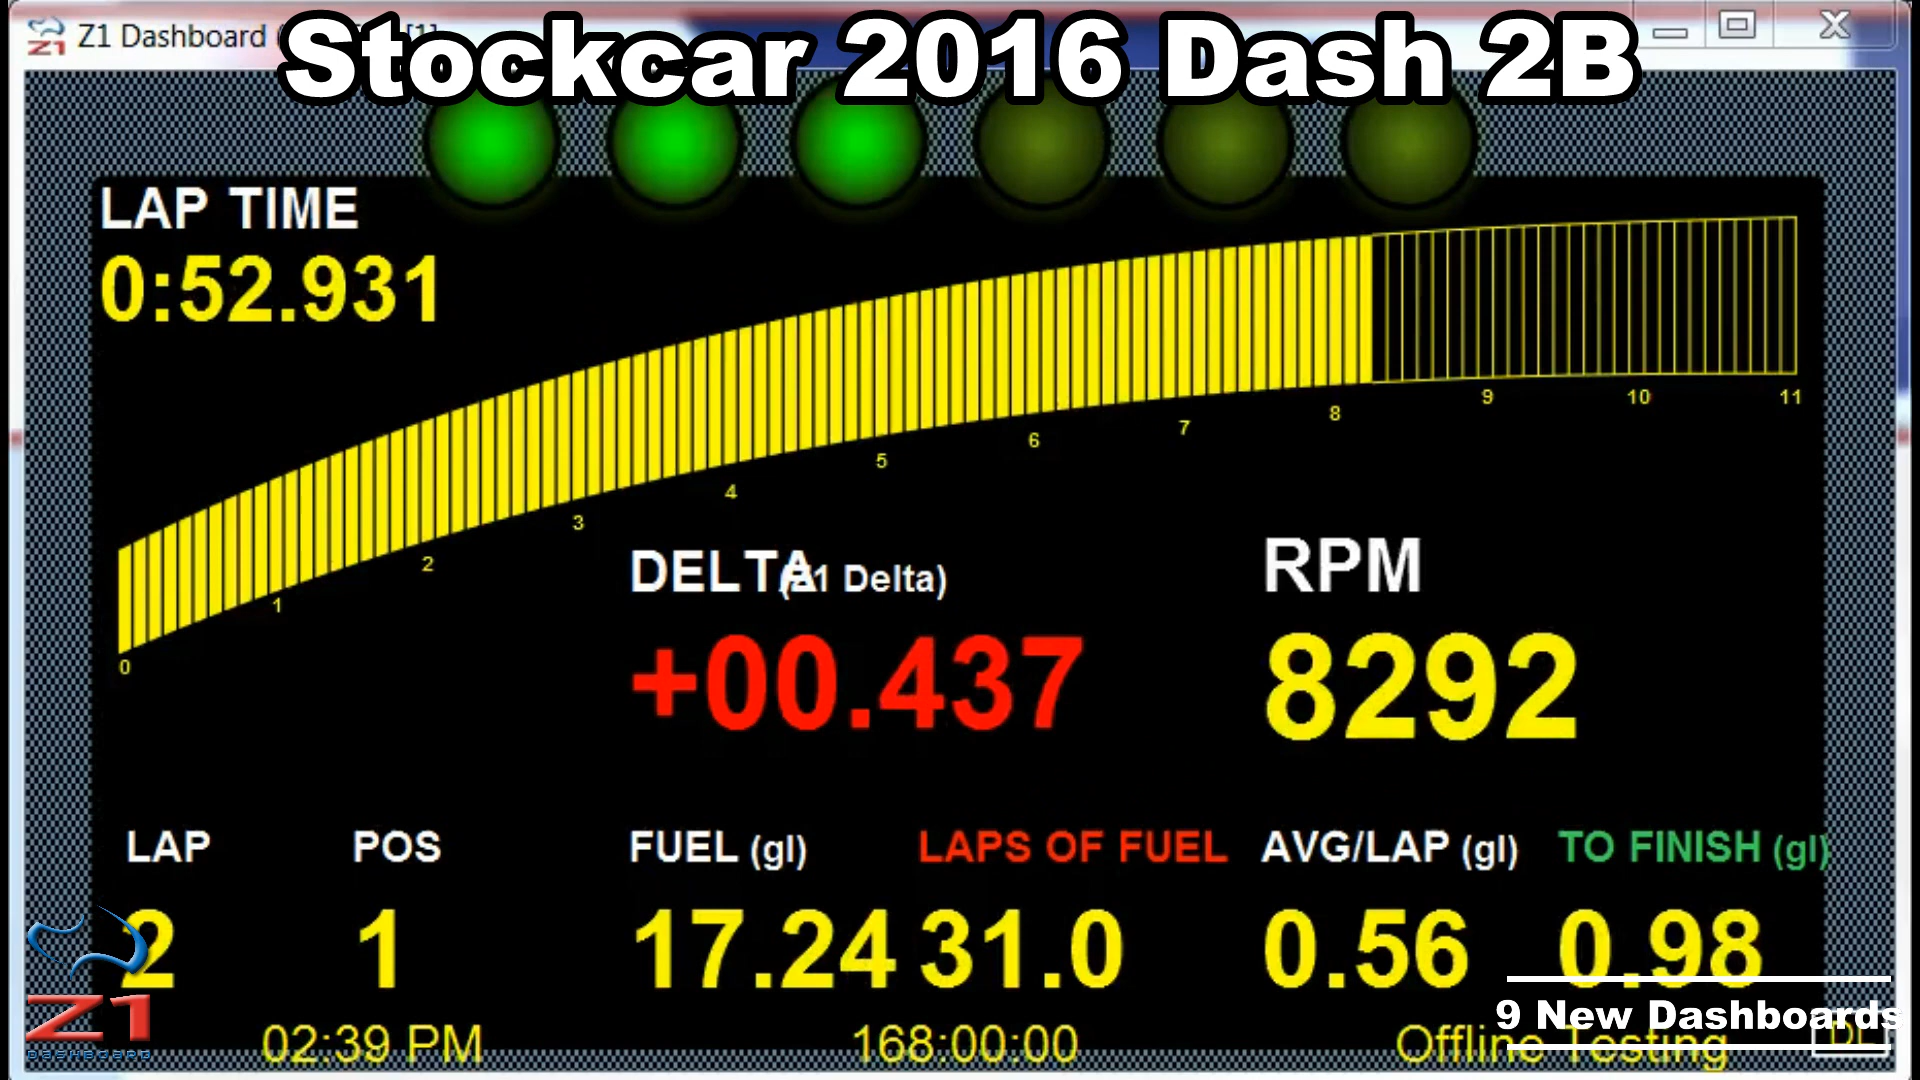 Z1 Dashboard
Stockcar 2016 Dash 2B
LAP TIME
0:52.931
0 1 2 3 4 5 6 7 8 9 10 11
DELTA (Z1 Delta)
RPM
+00.437
8292
LAP POS FUEL (gl) LAPS OF FUEL AVG/LAP (gl) TO FINISH (gl)
2 1 17.24 31.0 0.56 0.98
Z1
DASHBOARD
9 New Dashboards
02:39 PM 168:00:00 Offline Testing